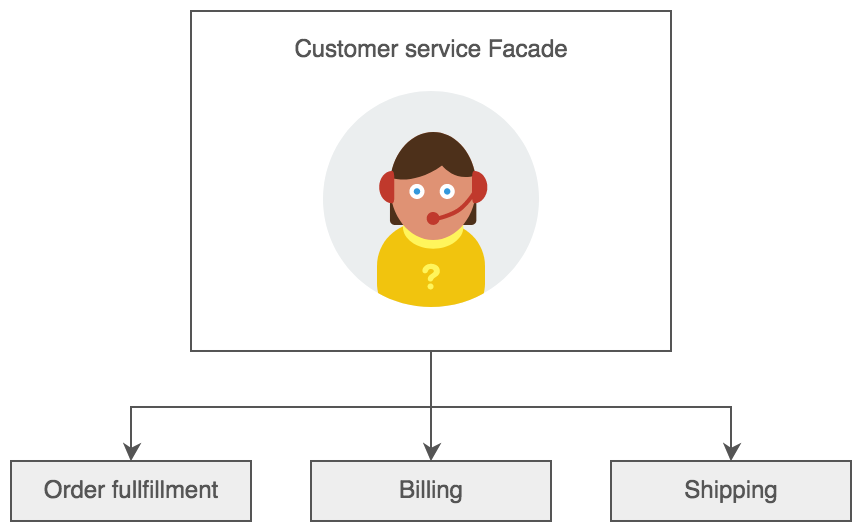 Customer service Facade
?
Order fullfillment
Billing
Shipping